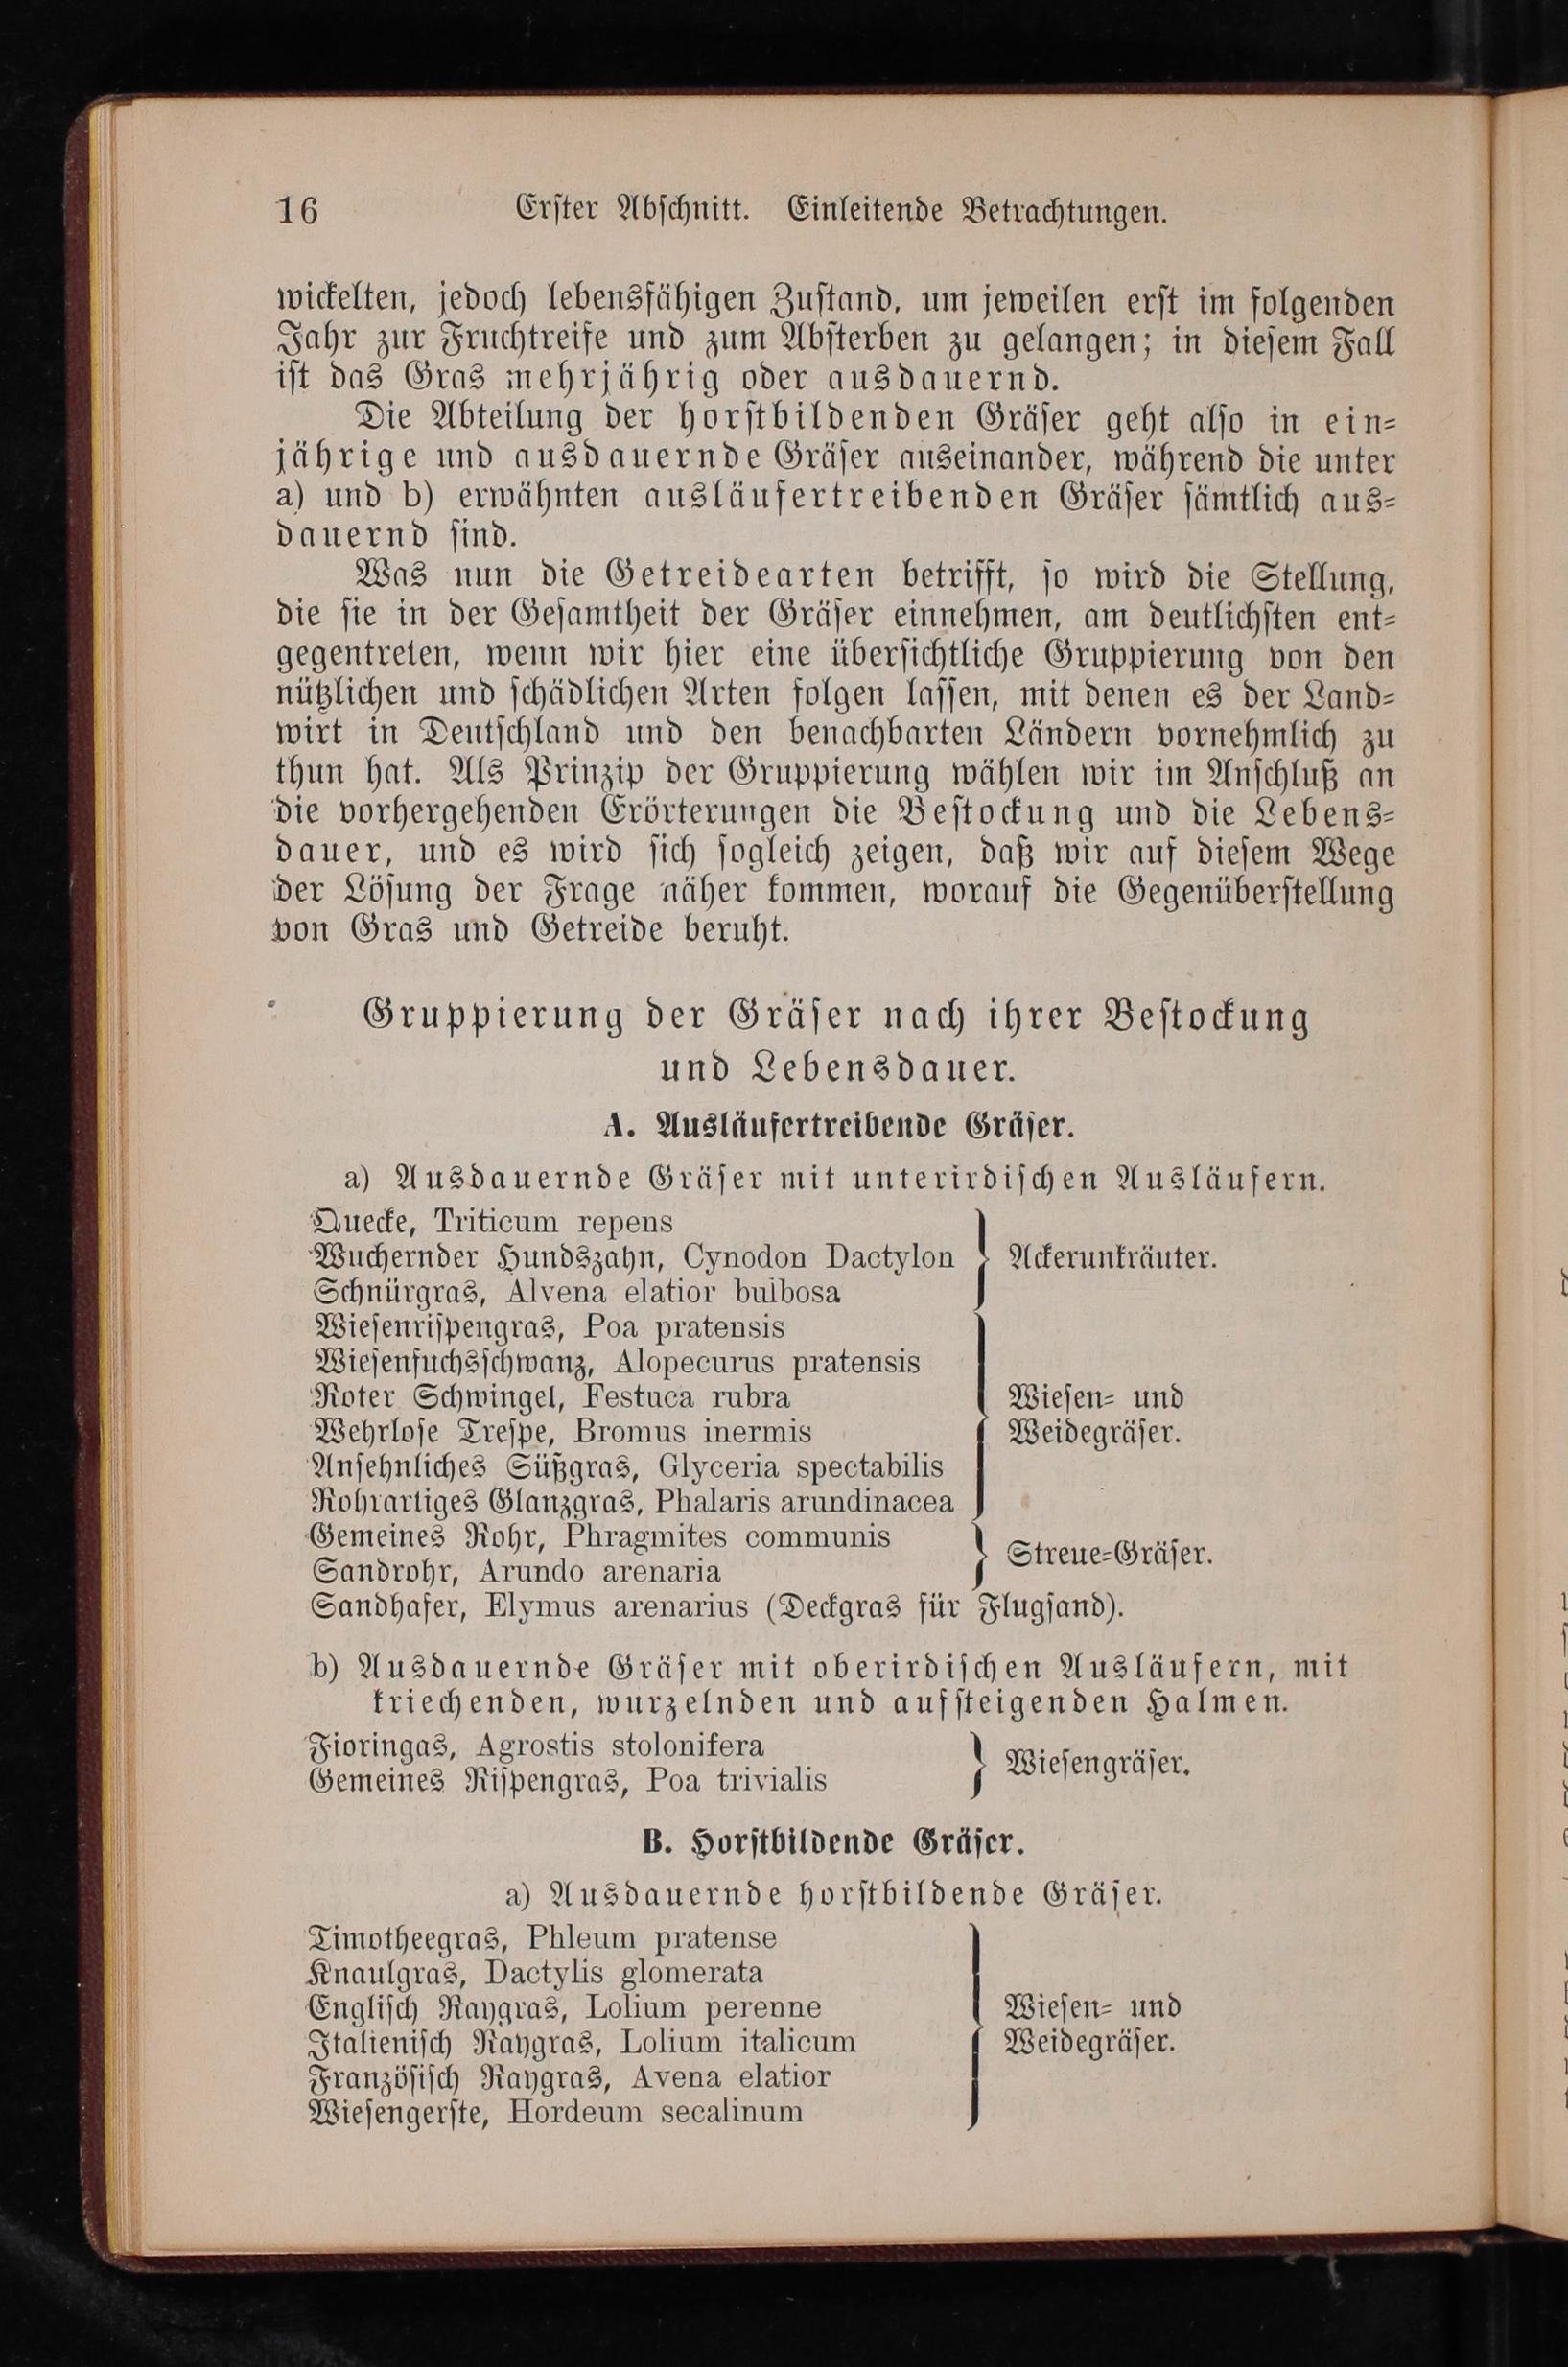 16 Erſter Abſchnitt. Einleitende Betrachtungen.
wickelten, jedoch lebensfähigen Zuſtand, um jeweilen erſt im folgenden
Jahr zur Fruchtreife und zum Abſterben zu gelangen; in dieſem Fall
iſt das Gras mehrjährig oder ausdauernd.
Die Abteilung der horſtbildenden Gräſer geht alſo in ein-
jährige und ausdauernde Gräſer auseinander, während die unter
a) und b) erwähnten ausläufertreibenden Gräſer ſämtlich aus-
dauernd ſind.
Was nun die Getreidearten betrifft, ſo wird die Stellung,
die ſie in der Geſamtheit der Gräſer einnehmen, am deutlichſten ent-
gegentreten, wenn wir hier eine überſichtliche Gruppierung von den
nützlichen und ſchädlichen Arten folgen laſſen, mit denen es der Land-
wirt in Deutſchland und den benachbarten Ländern vornehmlich zu
thun hat. Als Prinzip der Gruppierung wählen wir im Anſchluß an
die vorhergehenden Erörterungen die Beſtockung und die Lebens-
dauer, und es wird ſich ſogleich zeigen, daß wir auf dieſem Wege
der Löſung der Frage näher kommen, worauf die Gegenüberſtellung
von Gras und Getreide beruht.
Gruppierung der Gräſer nach ihrer Beſtockung
und Lebensdauer.
A. Ausläufertreibende Gräſer.
a) Ausdauernde Gräſer mit unterirdiſchen Ausläufern.
Quecke, Triticum repens
Wuchernder Hundszahn, Cynodon Dactylon } Ackerunkräuter.
Schnürgras, Alvena elatior bulbosa
Wieſenriſpengras, Poa pratensis
Wieſenfuchsſchwanz, Alopecurus pratensis
Roter Schwingel, Festuca rubra } Wieſen- und
Wehrloſe Treſpe, Bromus inermis Weidegräſer.
Anſehnliches Süßgras, Glyceria spectabilis
Rohrartiges Glanzgras, Phalaris arundinacea
Gemeines Rohr, Phragmites communis
Sandrohr, Arundo arenaria } Streue-Gräſer.
Sandhafer, Elymus arenarius (Deckgras für Flugſand).
b) Ausdauernde Gräſer mit oberirdiſchen Ausläufern, mit
kriechenden, wurzelnden und aufſteigenden Halmen.
Fioringas, Agrostis stolonifera
Gemeines Riſpengras, Poa trivialis } Wieſengräſer.
B. Horſtbildende Gräſer.
a) Ausdauernde horſtbildende Gräſer.
Timotheegras, Phleum pratense
Knaulgras, Dactylis glomerata
Engliſch Raygras, Lolium perenne } Wieſen- und
Italieniſch Raygras, Lolium italicum Weidegräſer.
Franzöſiſch Raygras, Avena elatior
Wieſengerſte, Hordeum secalinum